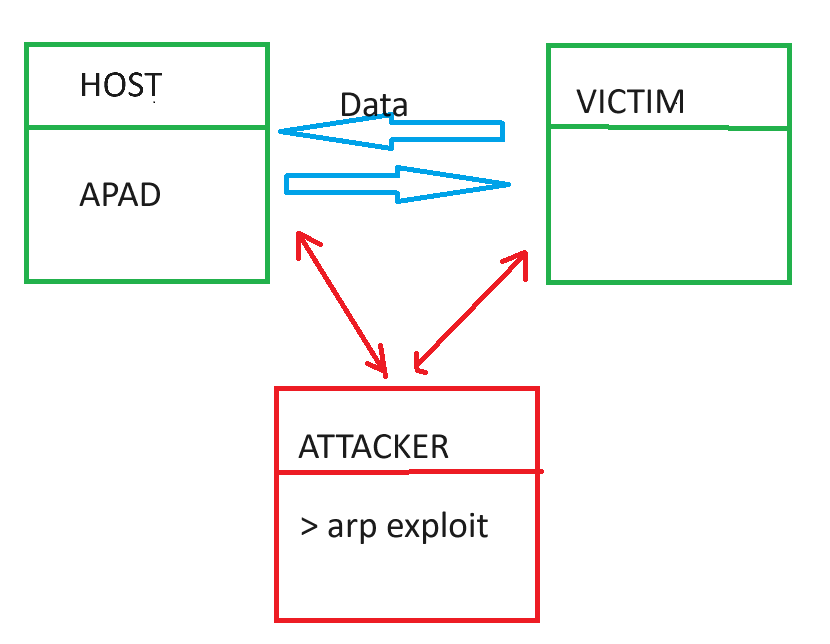 HOST
APAD
Data
VICTIM
ATTACKER
> arp exploit